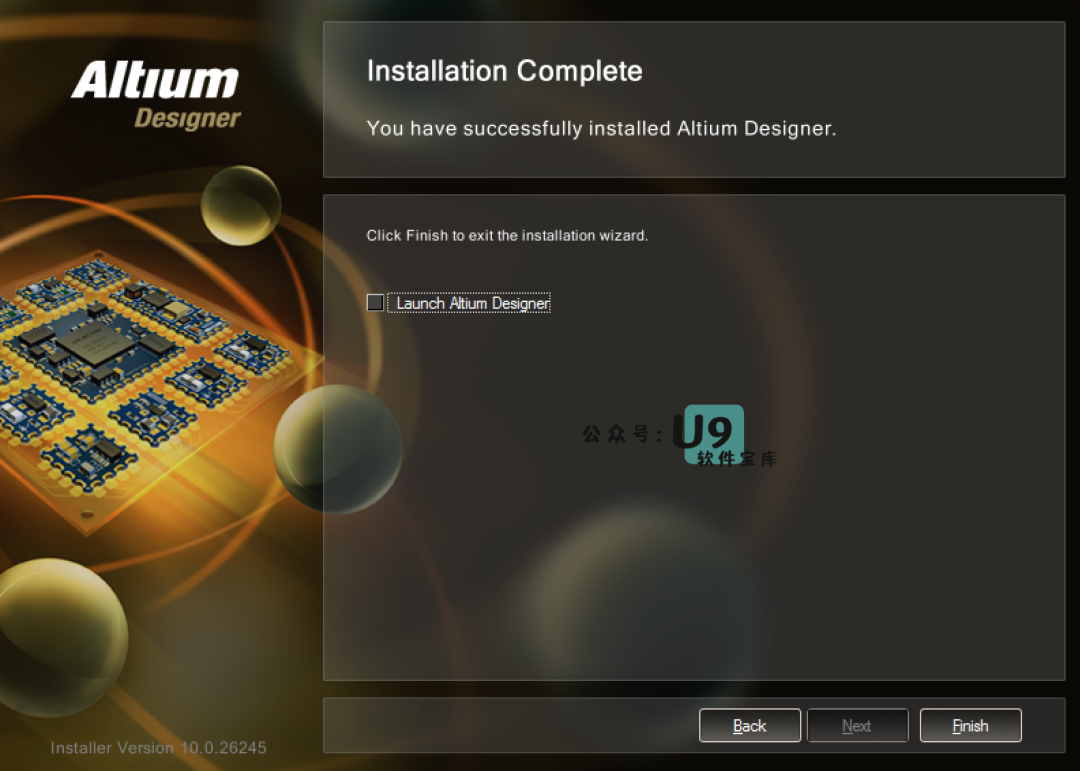 Altium
Designer
Installation Complete
You have successfully installed Altium Designer.
Click Finish to exit the installation wizard.
Launch Altium Designer
公众号：U9
软件宝库
Back
Next
Finish
Installer Version 10.0.26245